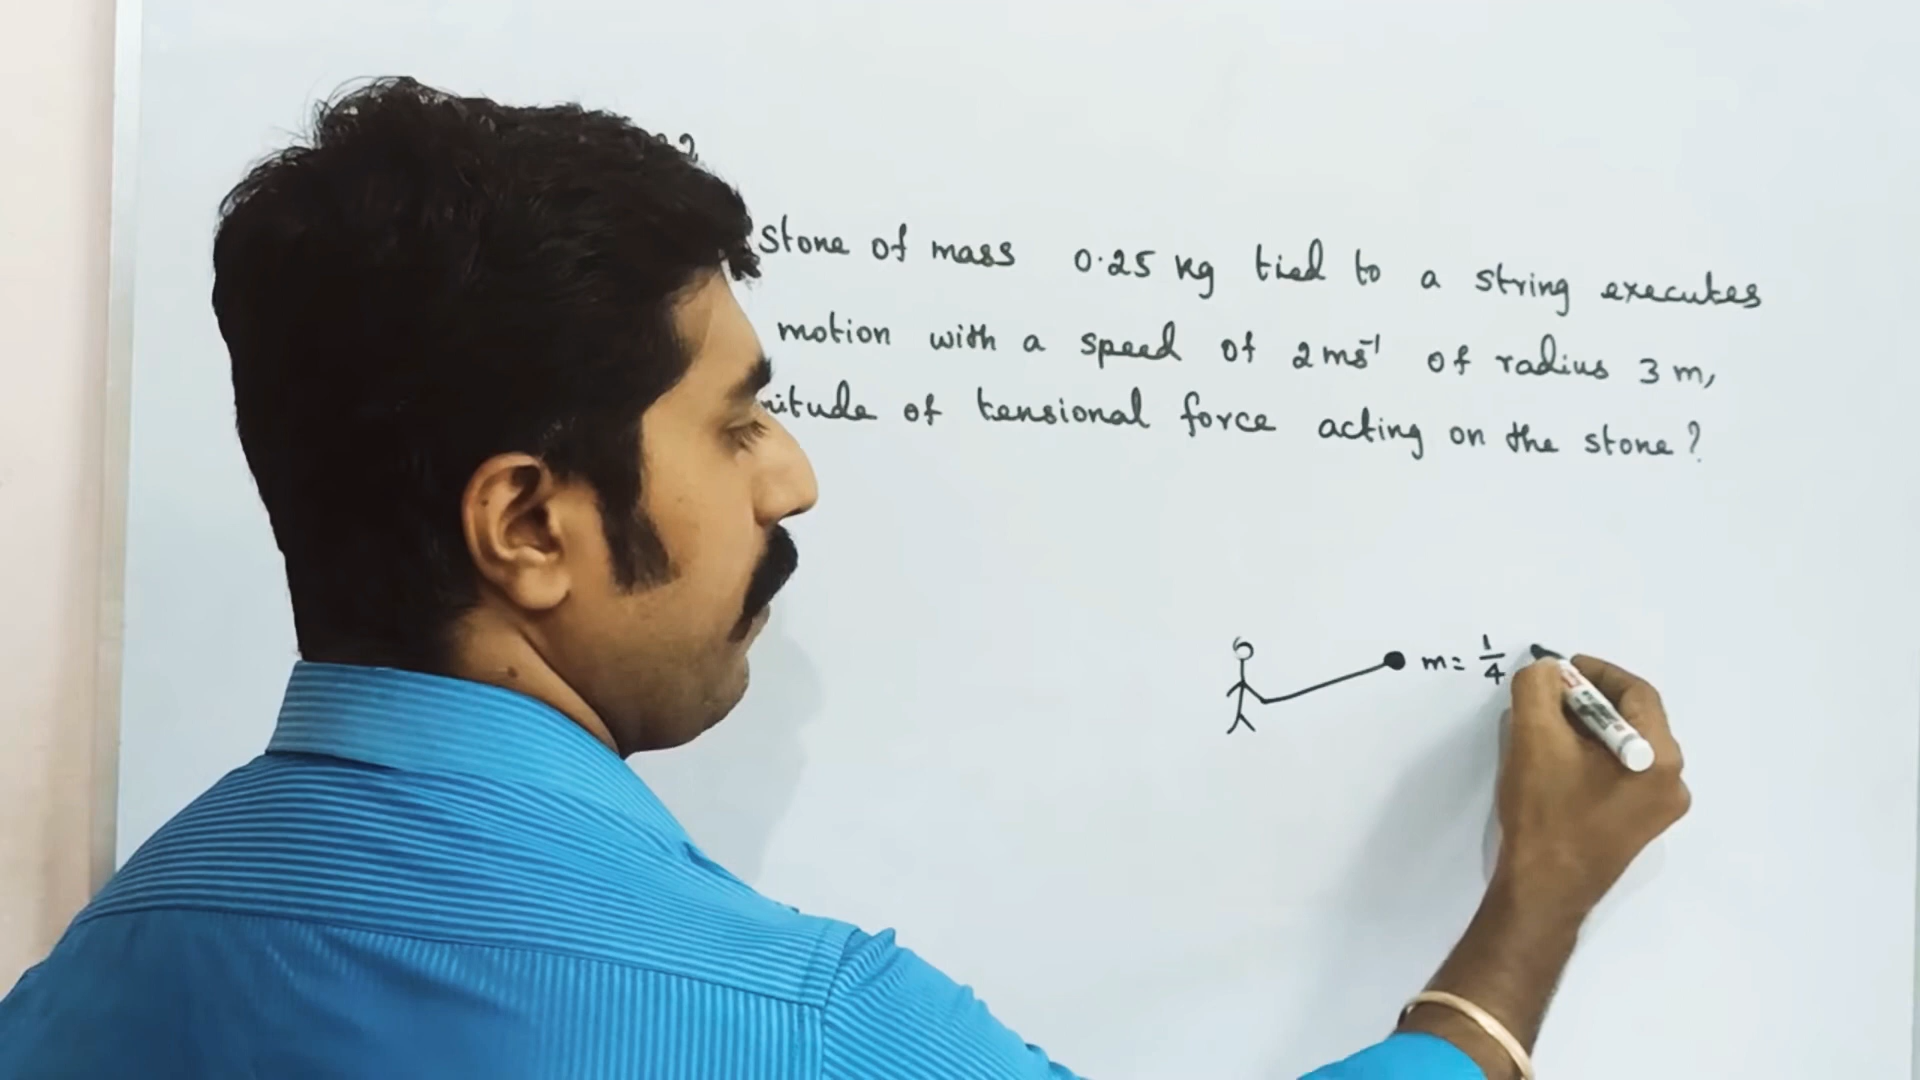 stone of mass 0.25 kg tied to a string executes
motion with a speed of 2 ms⁻¹ of radius 3 m,
nitude of tensional force acting on the stone?
m = 1/4